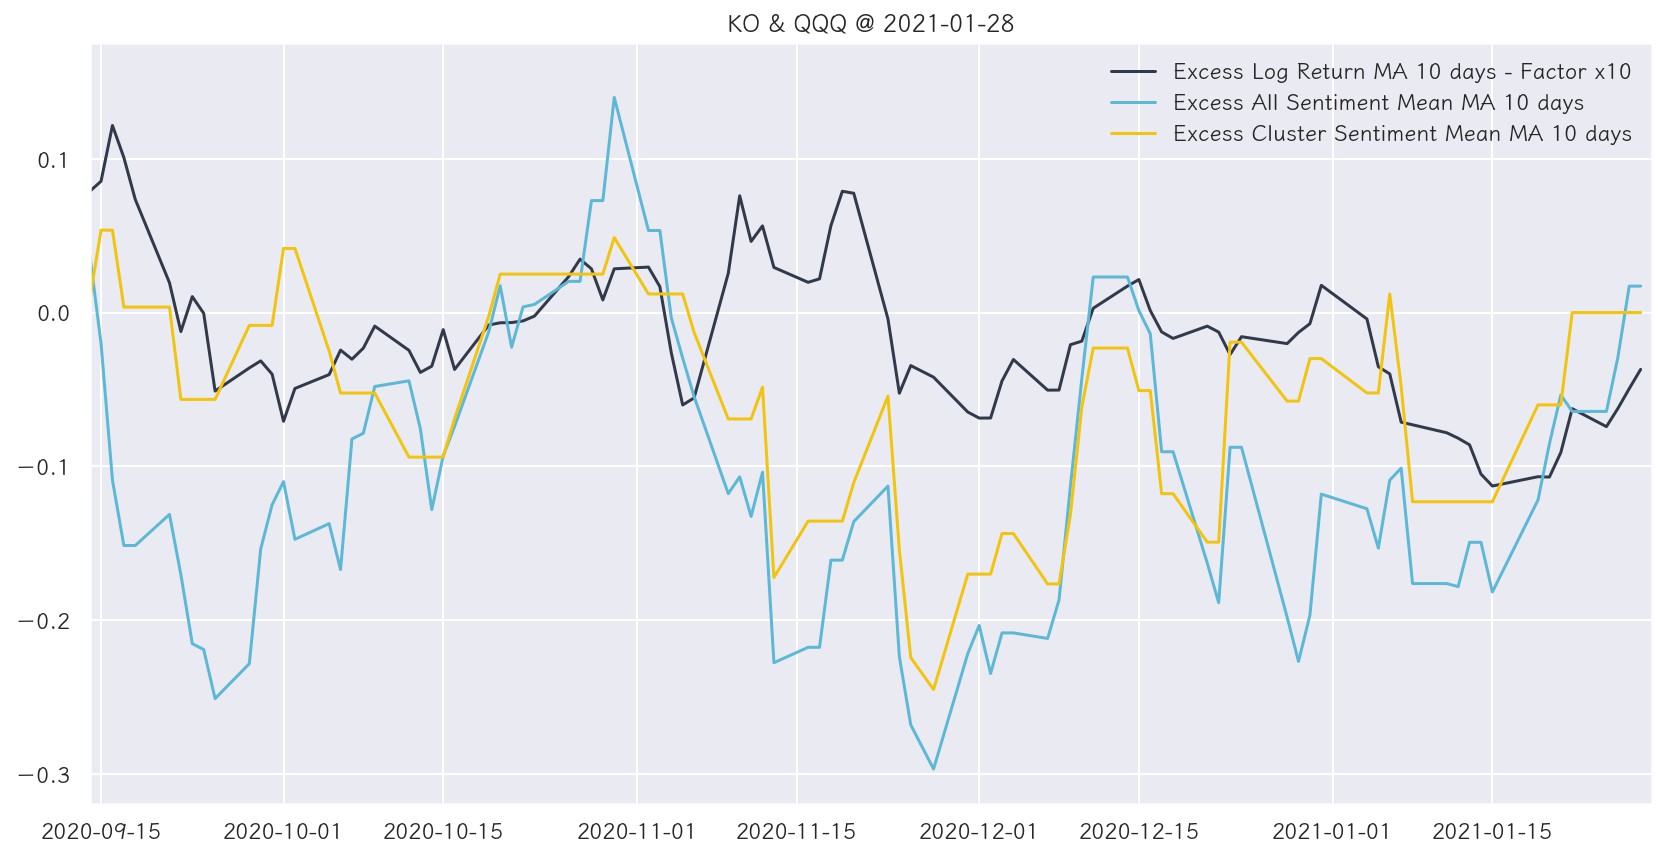 KO & QQQ @ 2021-01-28
Excess Log Return MA 10 days - Factor x10
Excess All Sentiment Mean MA 10 days
Excess Cluster Sentiment Mean MA 10 days
0.1
0.0
−0.1
−0.2
−0.3
2020-09-15 2020-10-01 2020-10-15 2020-11-01 2020-11-15 2020-12-01 2020-12-15 2021-01-01 2021-01-15